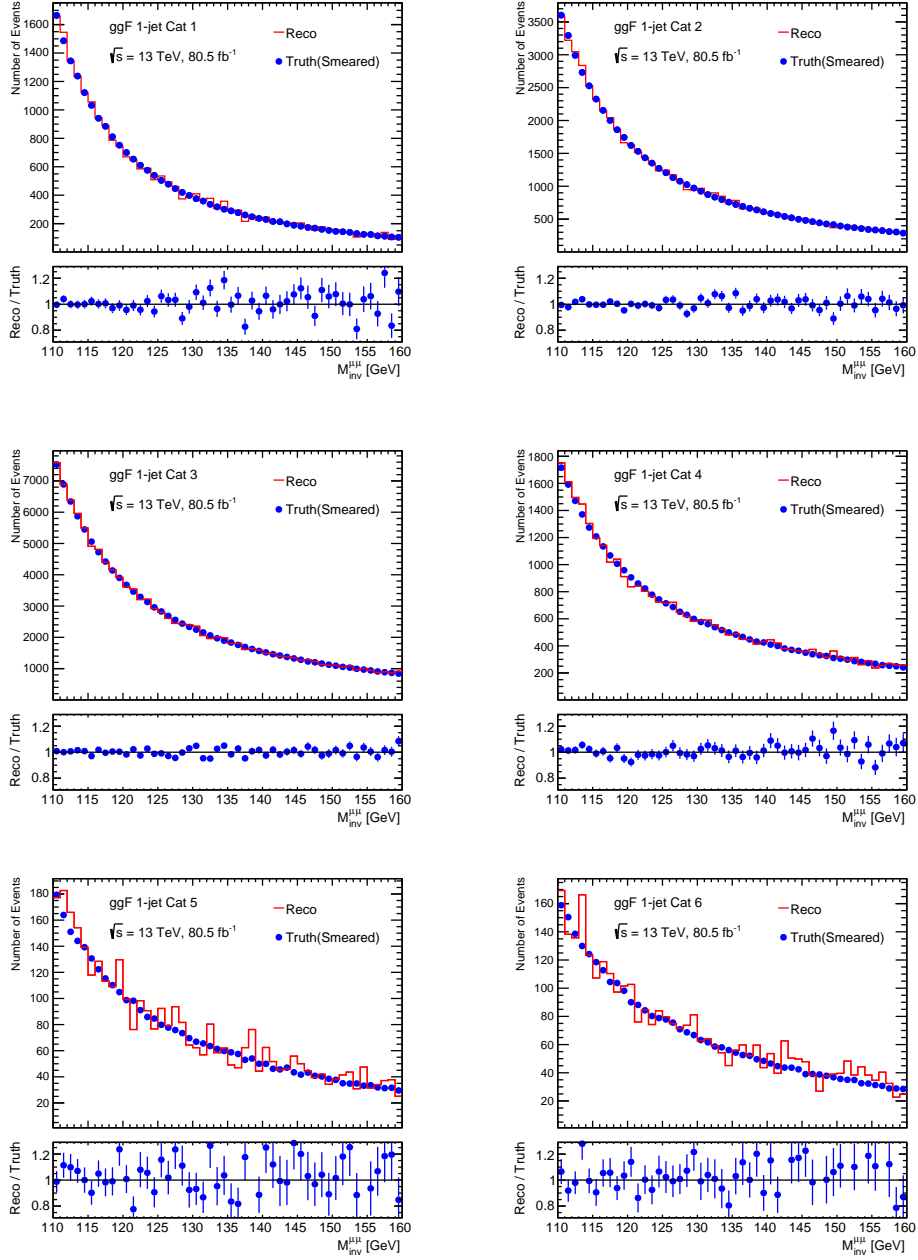 ggF 1-jet Cat 1
√s = 13 TeV, 80.5 fb⁻¹
Reco
Truth(Smeared)
Number of Events
1600
1400
1200
1000
800
600
400
200
Reco / Truth
1.2
1
0.8
110 115 120 125 130 135 140 145 150 155 160
M_inv^μμ [GeV]
ggF 1-jet Cat 2
√s = 13 TeV, 80.5 fb⁻¹
Reco
Truth(Smeared)
Number of Events
3500
3000
2500
2000
1500
1000
500
Reco / Truth
1.2
1
0.8
110 115 120 125 130 135 140 145 150 155 160
M_inv^μμ [GeV]
ggF 1-jet Cat 3
√s = 13 TeV, 80.5 fb⁻¹
Reco
Truth(Smeared)
Number of Events
7000
6000
5000
4000
3000
2000
1000
Reco / Truth
1.2
1
0.8
110 115 120 125 130 135 140 145 150 155 160
M_inv^μμ [GeV]
ggF 1-jet Cat 4
√s = 13 TeV, 80.5 fb⁻¹
Reco
Truth(Smeared)
Number of Events
1800
1600
1400
1200
1000
800
600
400
200
Reco / Truth
1.2
1
0.8
110 115 120 125 130 135 140 145 150 155 160
M_inv^μμ [GeV]
ggF 1-jet Cat 5
√s = 13 TeV, 80.5 fb⁻¹
Reco
Truth(Smeared)
Number of Events
180
160
140
120
100
80
60
40
20
Reco / Truth
1.2
1
0.8
110 115 120 125 130 135 140 145 150 155 160
M_inv^μμ [GeV]
ggF 1-jet Cat 6
√s = 13 TeV, 80.5 fb⁻¹
Reco
Truth(Smeared)
Number of Events
160
140
120
100
80
60
40
20
Reco / Truth
1.2
1
0.8
110 115 120 125 130 135 140 145 150 155 160
M_inv^μμ [GeV]